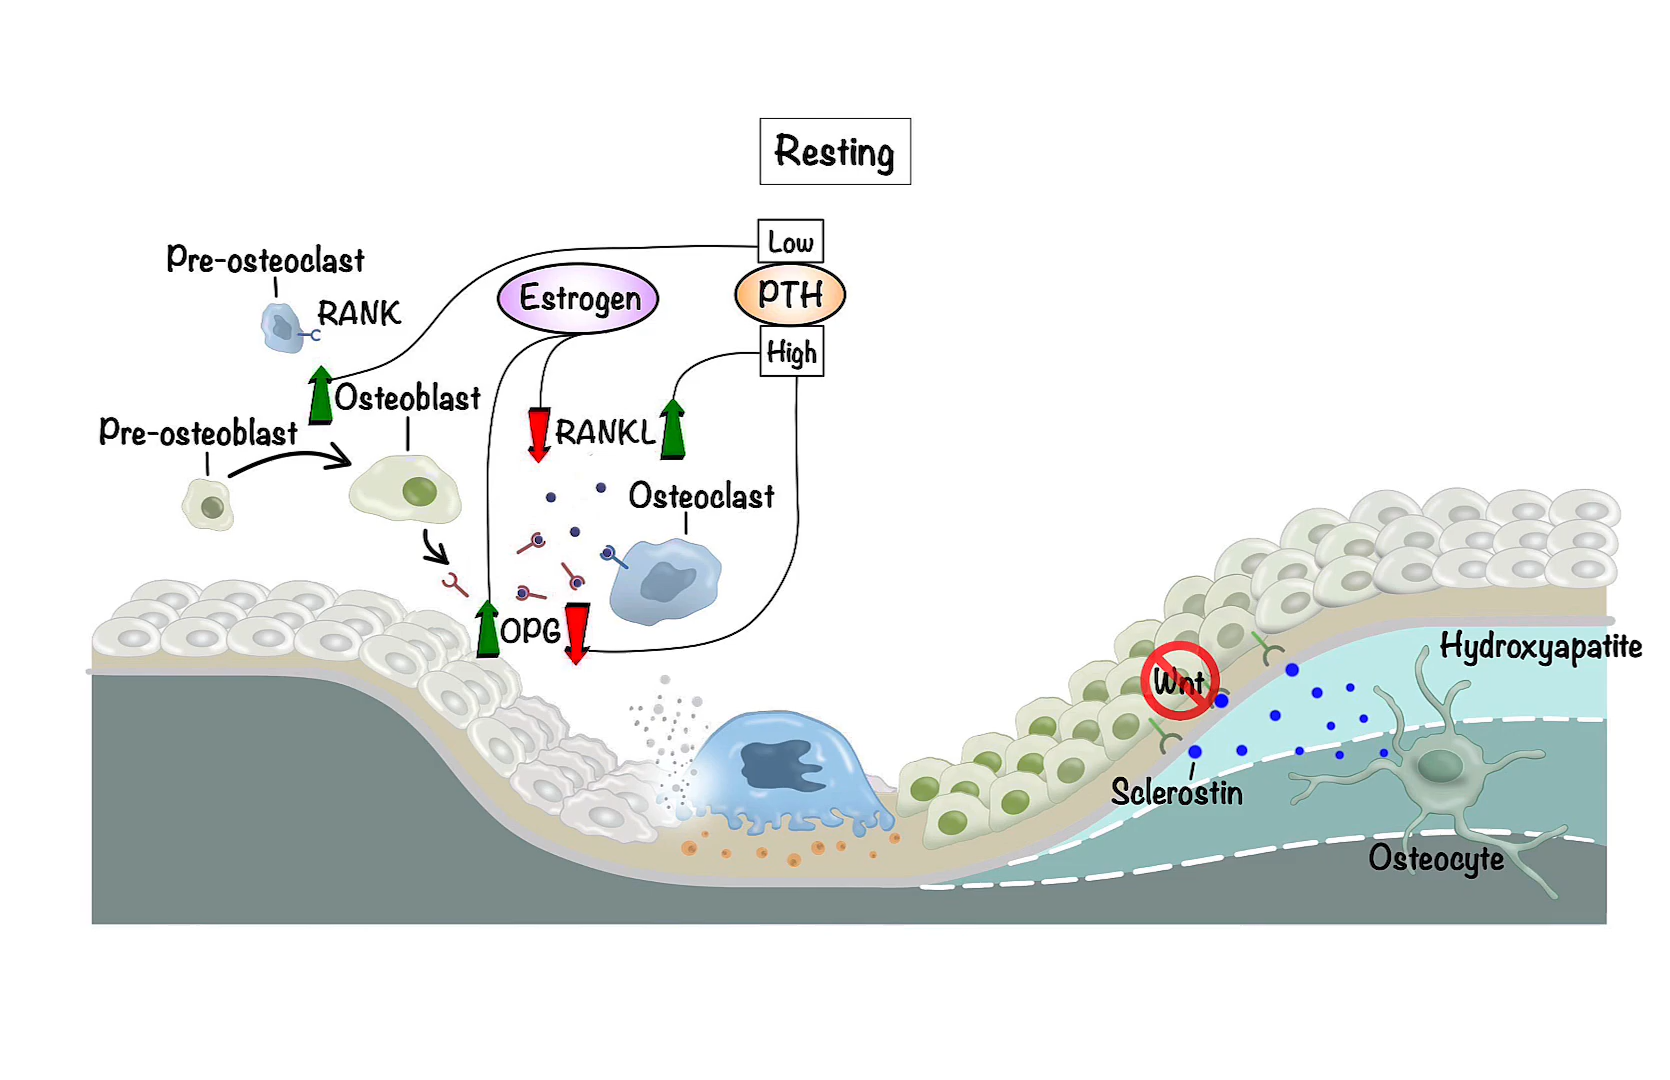 Resting
Low
Pre-osteoclast
Estrogen
PTH
RANK
High
Osteoblast
Pre-osteoblast
RANKL
Osteoclast
OPG
Hydroxyapatite
Wnt
Sclerostin
Osteocyte